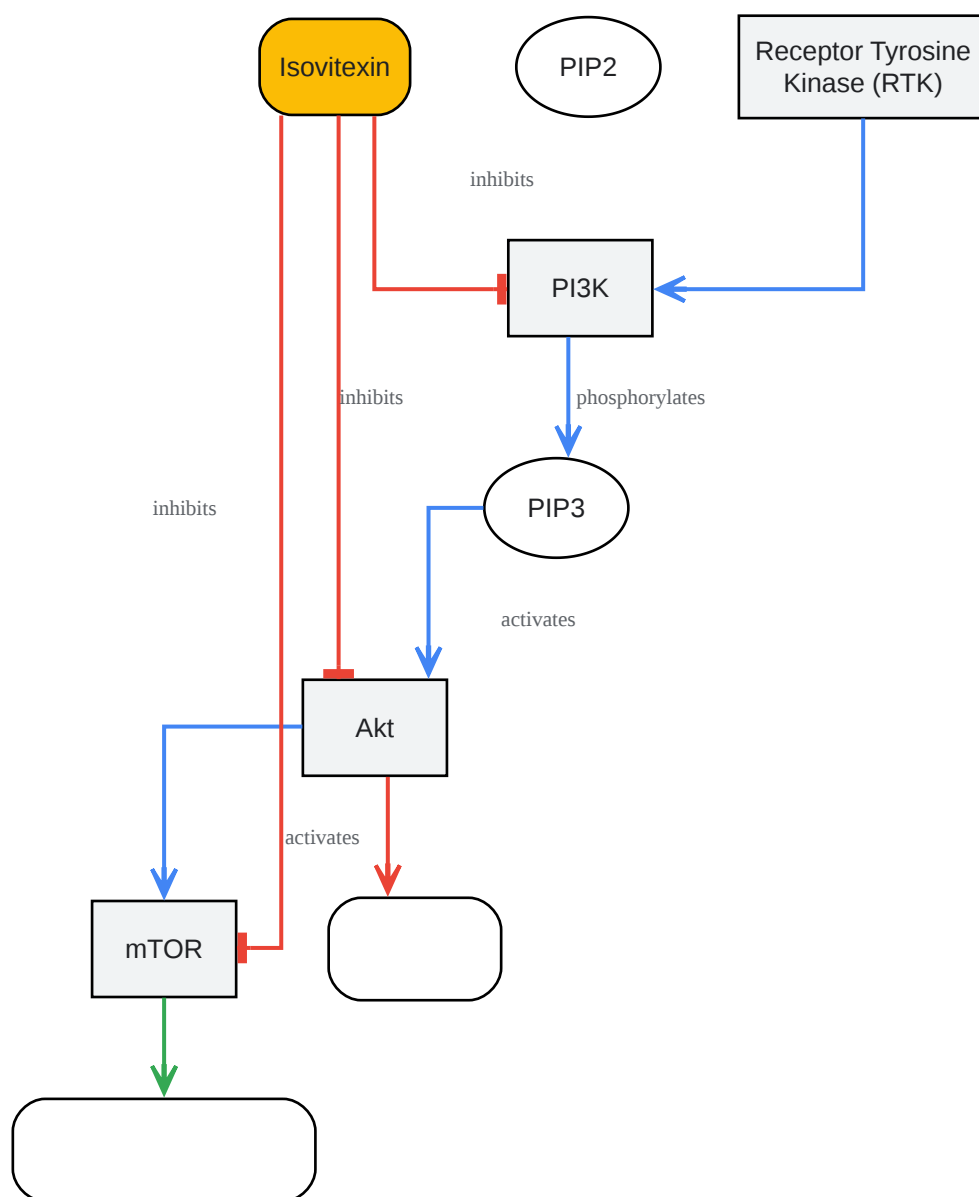 Isovitexin
PIP2
Receptor Tyrosine
Kinase (RTK)
inhibits
PI3K
inhibits
phosphorylates
inhibits
PIP3
activates
Akt
activates
mTOR